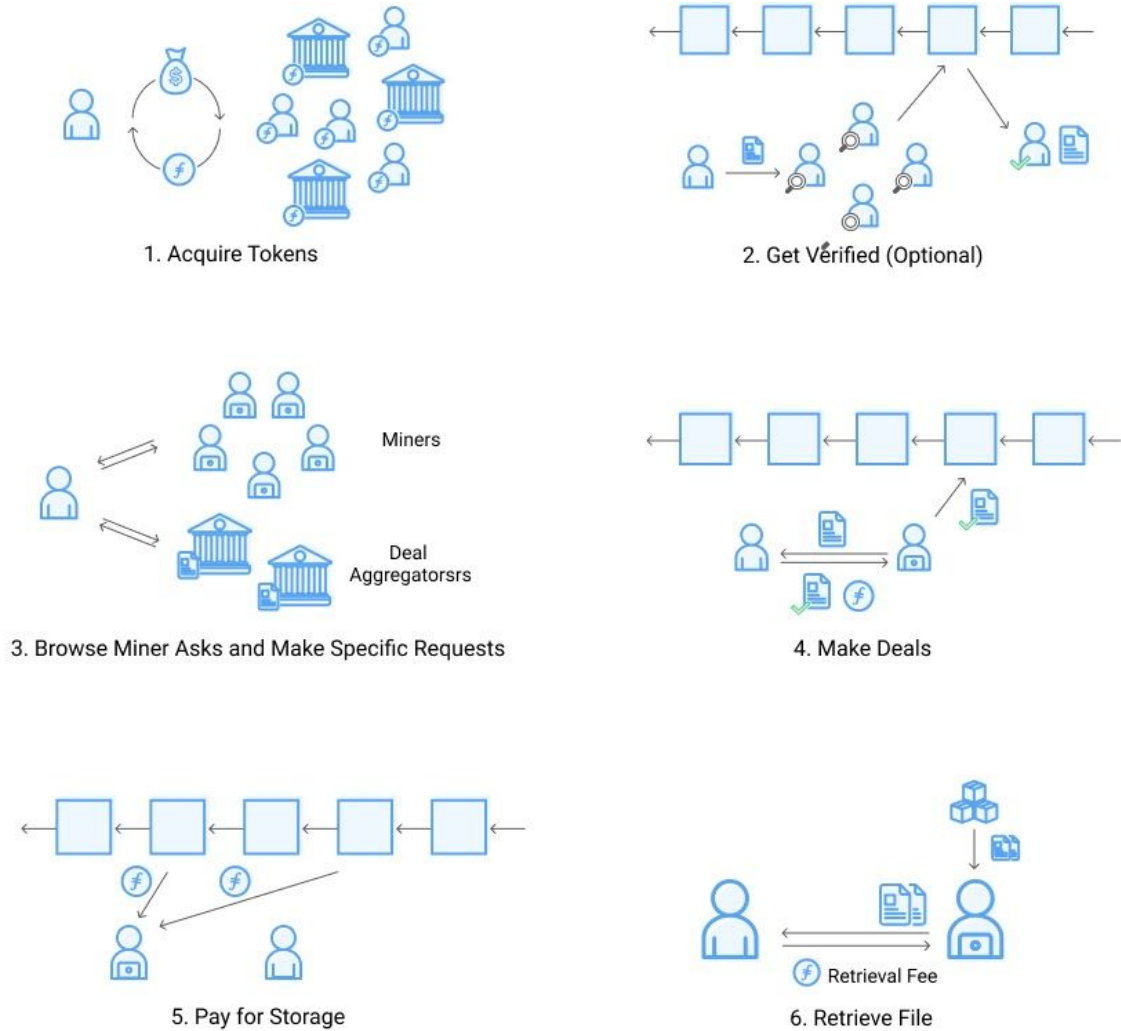 1. Acquire Tokens
2. Get Verified (Optional)
Miners
Deal
Aggregatorsrs
3. Browse Miner Asks and Make Specific Requests
4. Make Deals
5. Pay for Storage
Retrieval Fee
6. Retrieve File